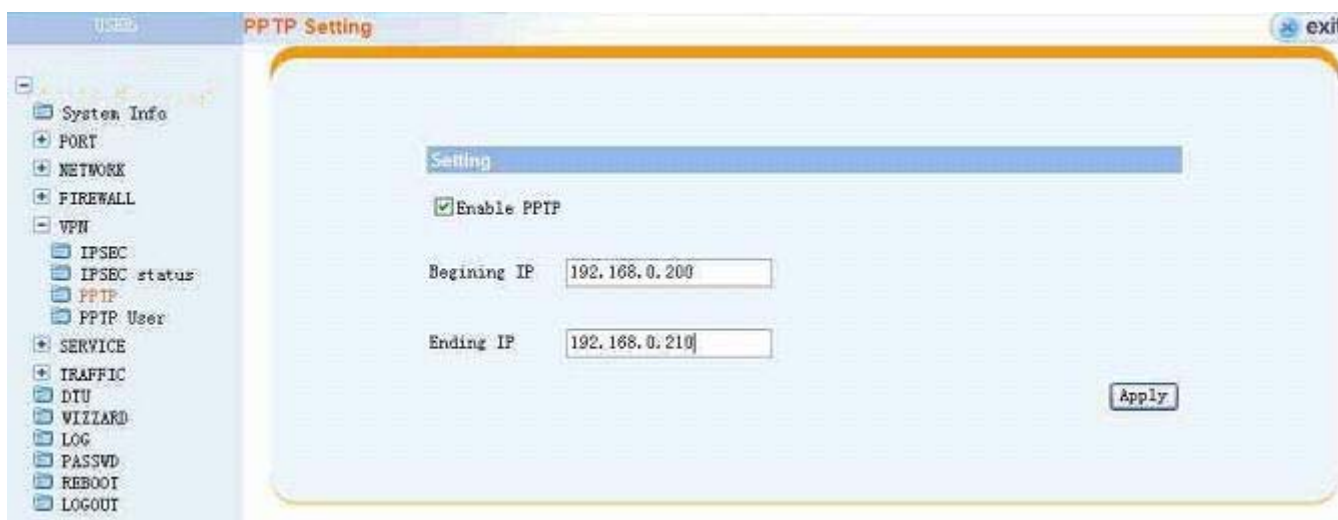 PPTP Setting
exit
System Info
PORT
NETWORK
FIREWALL
VPN
IPSEC
IPSEC status
PPTP
PPTP User
SERVICE
TRAFFIC
DTU
WIZZARD
LOG
PASSWD
REBOOT
LOGOUT
Setting
Enable PPTP
Begining IP 192.168.0.200
Ending IP 192.168.0.210
Apply